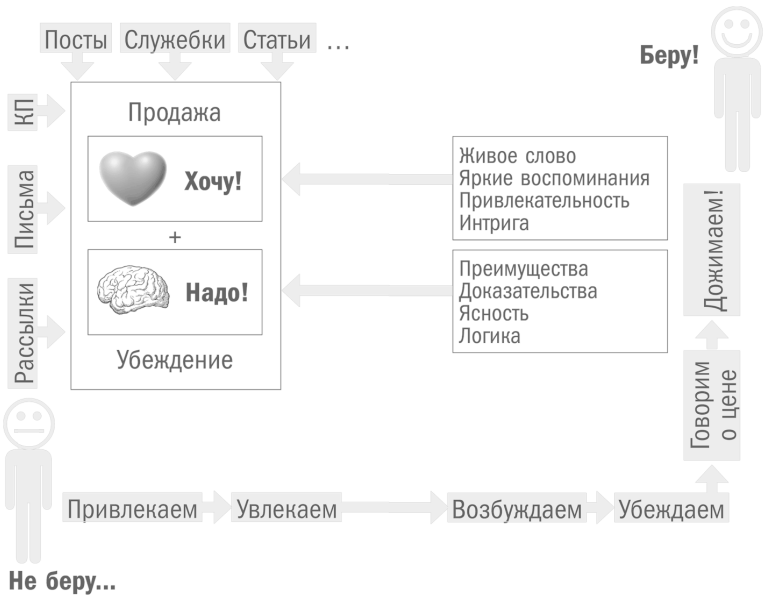 Посты
Служебки
Статьи
...
Беру!
КП
Письма
Рассылки
Продажа
Хочу!
+
Надо!
Убеждение
Живое слово
Яркие воспоминания
Привлекательность
Интрига
Преимущества
Доказательства
Ясность
Логика
Дожимаем!
Говорим
о цене
Привлекаем
Увлекаем
Возбуждаем
Убеждаем
Не беру...